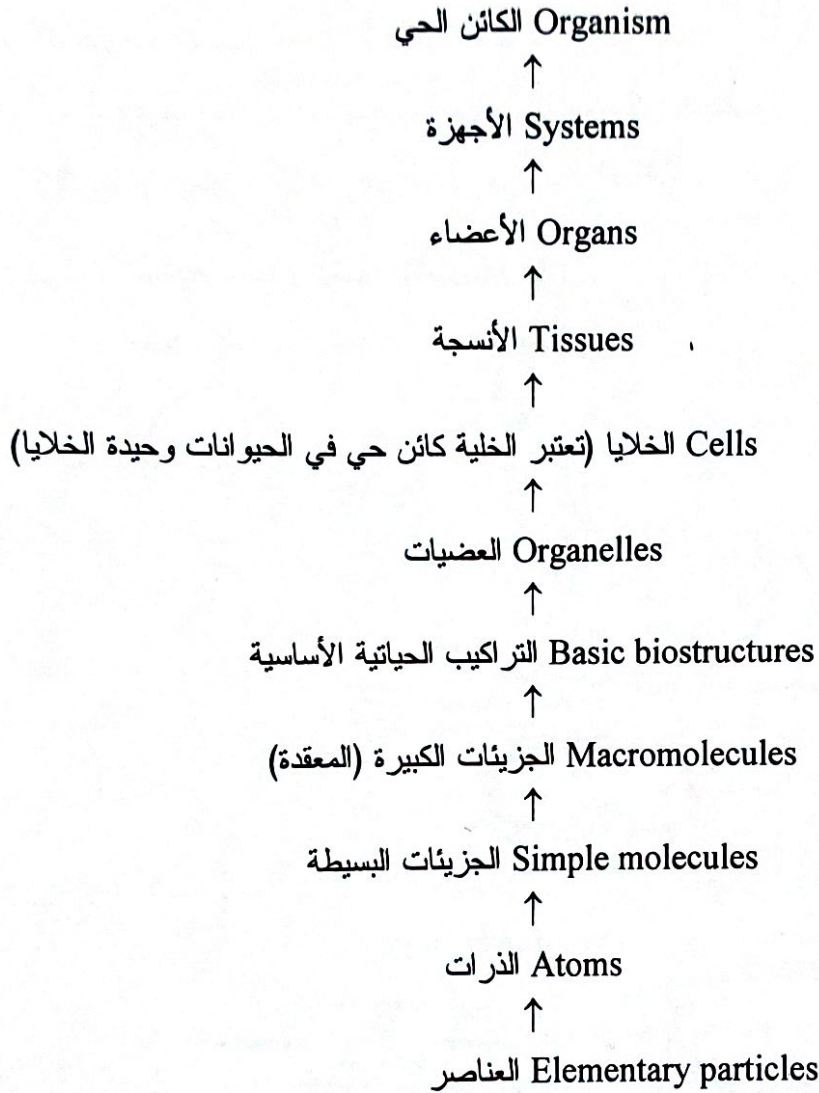 Organism الكائن الحي
↑
Systems الأجهزة
↑
Organs الأعضاء
↑
Tissues الأنسجة
↑
Cells الخلايا (تعتبر الخلية كائن حي في الحيوانات وحيدة الخلايا)
↑
Organelles العضيات
↑
Basic biostructures التراكيب الحياتية الأساسية
↑
Macromolecules الجزيئات الكبيرة (المعقدة)
↑
Simple molecules الجزيئات البسيطة
↑
Atoms الذرات
↑
Elementary particles العناصر